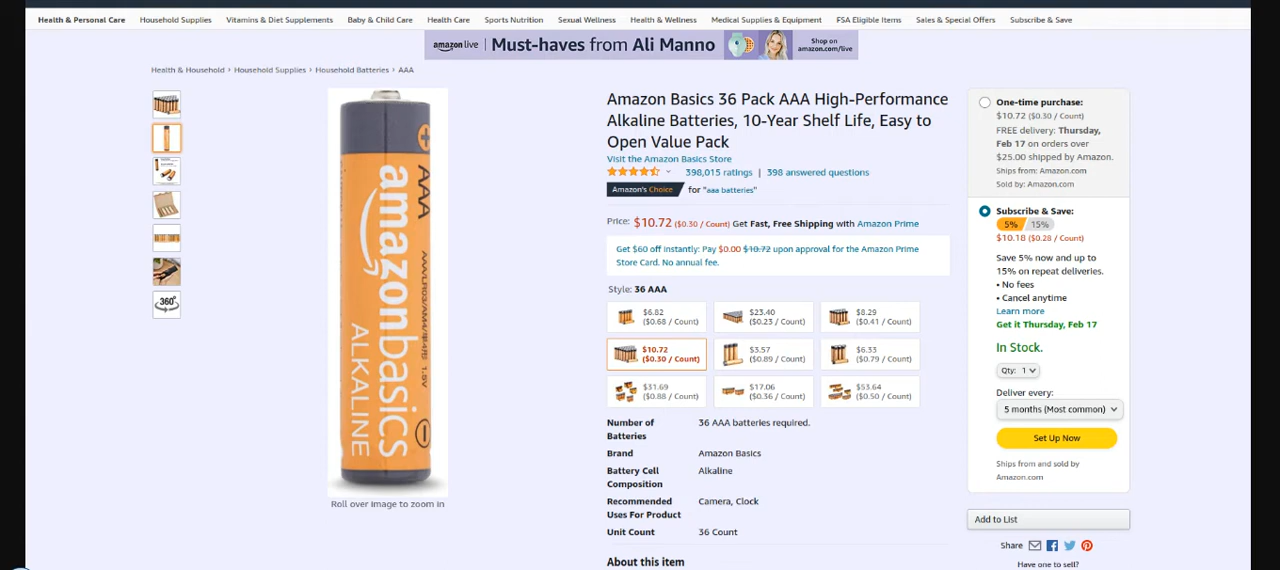 Health & Personal Care Household Supplies Vitamins & Diet Supplements Baby & Child Care Health Care Sports Nutrition Sexual Wellness Health & Wellness Medical Supplies & Equipment FSA Eligible Items Sales & Special Offers Subscribe & Save
amazon live | Must-haves from Ali Manno
Shop on
amazon.com/live
Health & Household › Household Supplies › Household Batteries › AAA
AAA
amazonbasics
ALKALINE
1.5V
360°
Roll over image to zoom in
Amazon Basics 36 Pack AAA High-Performance
Alkaline Batteries, 10-Year Shelf Life, Easy to
Open Value Pack
Visit the Amazon Basics Store
398,015 ratings | 398 answered questions
Amazon's Choice for "aaa batteries"
Price: $10.72 ($0.30 / Count) Get Fast, Free Shipping with Amazon Prime
Get $60 off instantly: Pay $0.00 $10.72 upon approval for the Amazon Prime
Store Card. No annual fee.
Style: 36 AAA
$6.82
($0.68 / Count)
$23.40
($0.23 / Count)
$8.29
($0.41 / Count)
$10.72
($0.30 / Count)
$3.57
($0.89 / Count)
$6.33
($0.79 / Count)
$31.69
($0.88 / Count)
$17.06
($0.36 / Count)
$53.64
($0.50 / Count)
Number of
Batteries
36 AAA batteries required.
Brand
Amazon Basics
Battery Cell
Composition
Alkaline
Recommended
Uses For Product
Camera, Clock
Unit Count
36 Count
About this item
One-time purchase:
$10.72 ($0.30 / Count)
FREE delivery: Thursday,
Feb 17 on orders over
$25.00 shipped by Amazon.
Ships from: Amazon.com
Sold by: Amazon.com
Subscribe & Save:
5% 15%
$10.18 ($0.28 / Count)
Save 5% now and up to
15% on repeat deliveries.
• No fees
• Cancel anytime
Learn more
Get it Thursday, Feb 17
In Stock.
Qty: 1
Deliver every:
5 months (Most common)
Set Up Now
Ships from and sold by
Amazon.com
Add to List
Share
Have one to sell?